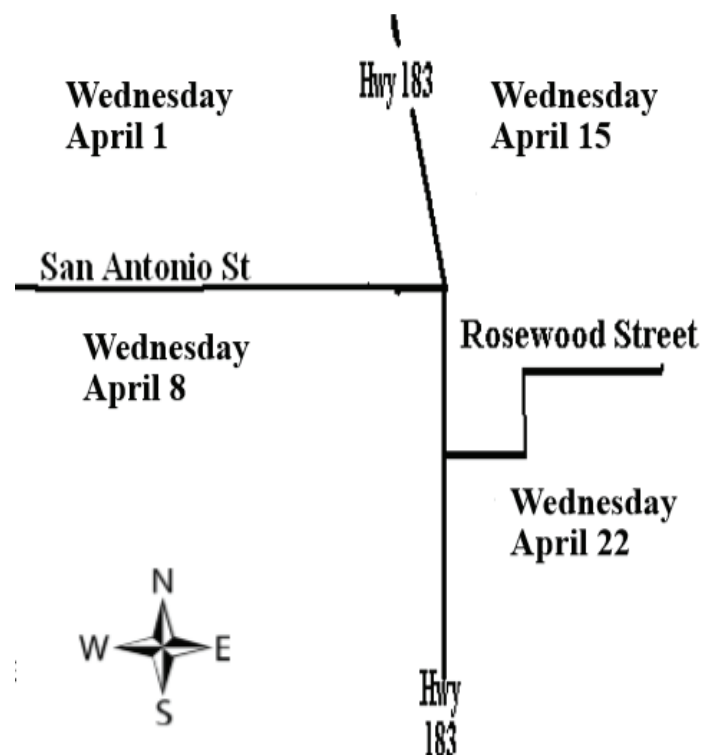 Hwy 183
Wednesday
April 1
Wednesday
April 15
San Antonio St
Wednesday
April 8
Rosewood Street
Wednesday
April 22
N
W
E
S
Hwy
183